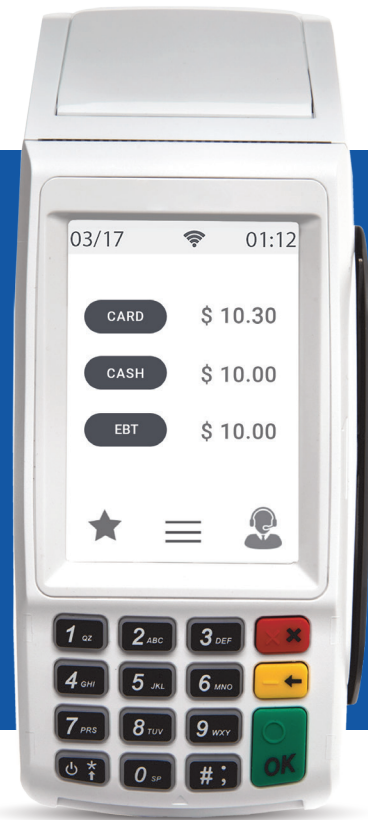 03/17 01:12
CARD $ 10.30
CASH $ 10.00
EBT $ 10.00
1 QZ 2 ABC 3 DEF
4 GHI 5 JKL 6 MNO
7 PRS 8 TUV 9 WXY
* 0 SP # ; OK